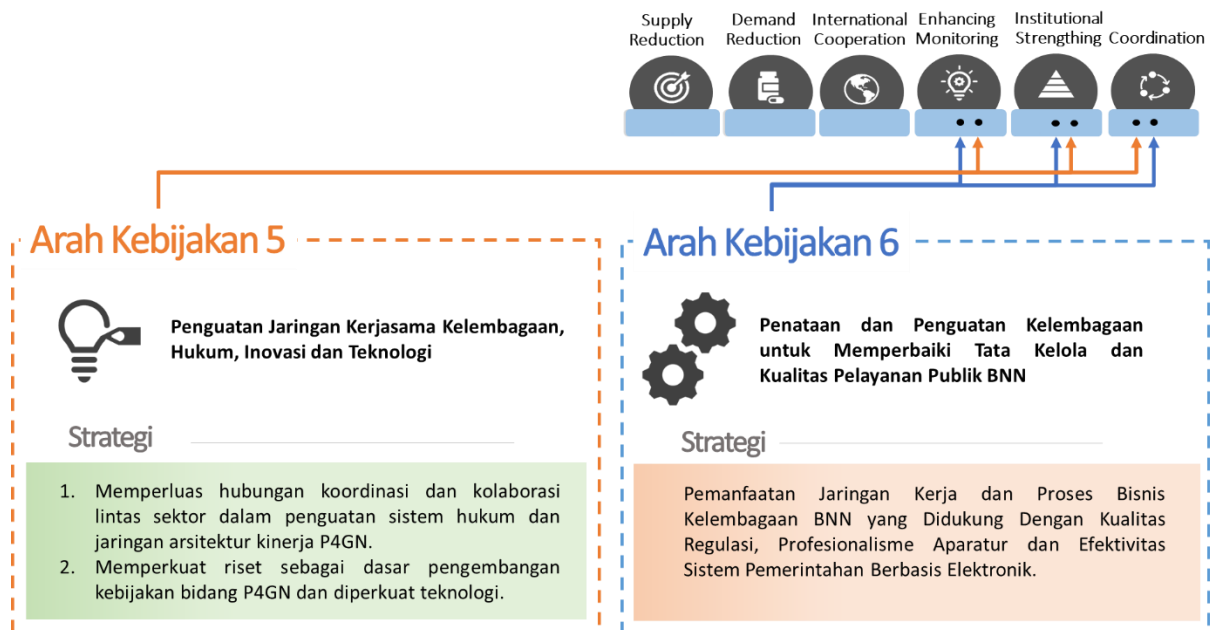 Supply
Reduction
Demand
Reduction
International
Cooperation
Enhancing
Monitoring
Institutional
Strengthing
Coordination
Arah Kebijakan 5
Penguatan Jaringan Kerjasama Kelembagaan,
Hukum, Inovasi dan Teknologi
Strategi
1. Memperluas hubungan koordinasi dan kolaborasi
lintas sektor dalam penguatan sistem hukum dan
jaringan arsitektur kinerja P4GN.
2. Memperkuat riset sebagai dasar pengembangan
kebijakan bidang P4GN dan diperkuat teknologi.
Arah Kebijakan 6
Penataan dan Penguatan Kelembagaan
untuk Memperbaiki Tata Kelola dan
Kualitas Pelayanan Publik BNN
Strategi
Pemanfaatan Jaringan Kerja dan Proses Bisnis
Kelembagaan BNN yang Didukung Dengan Kualitas
Regulasi, Profesionalisme Aparatur dan Efektivitas
Sistem Pemerintahan Berbasis Elektronik.